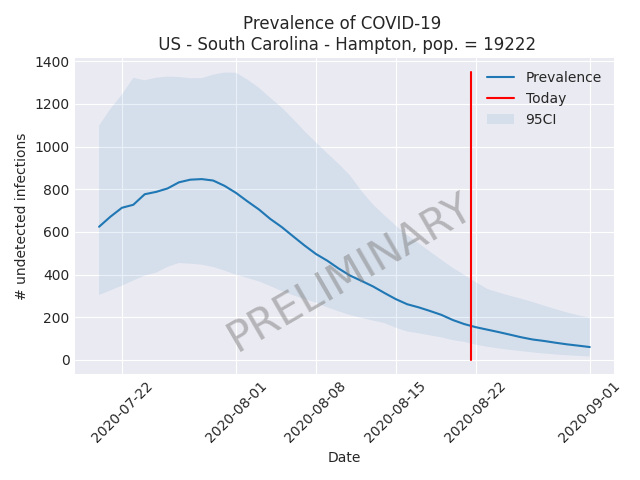 Prevalence of COVID-19
US - South Carolina - Hampton, pop. = 19222
1400
1200
1000
800
600
400
200
0
# undetected infections
Prevalence
Today
95CI
PRELIMINARY
2020-07-22
2020-08-01
2020-08-08
2020-08-15
2020-08-22
2020-09-01
Date